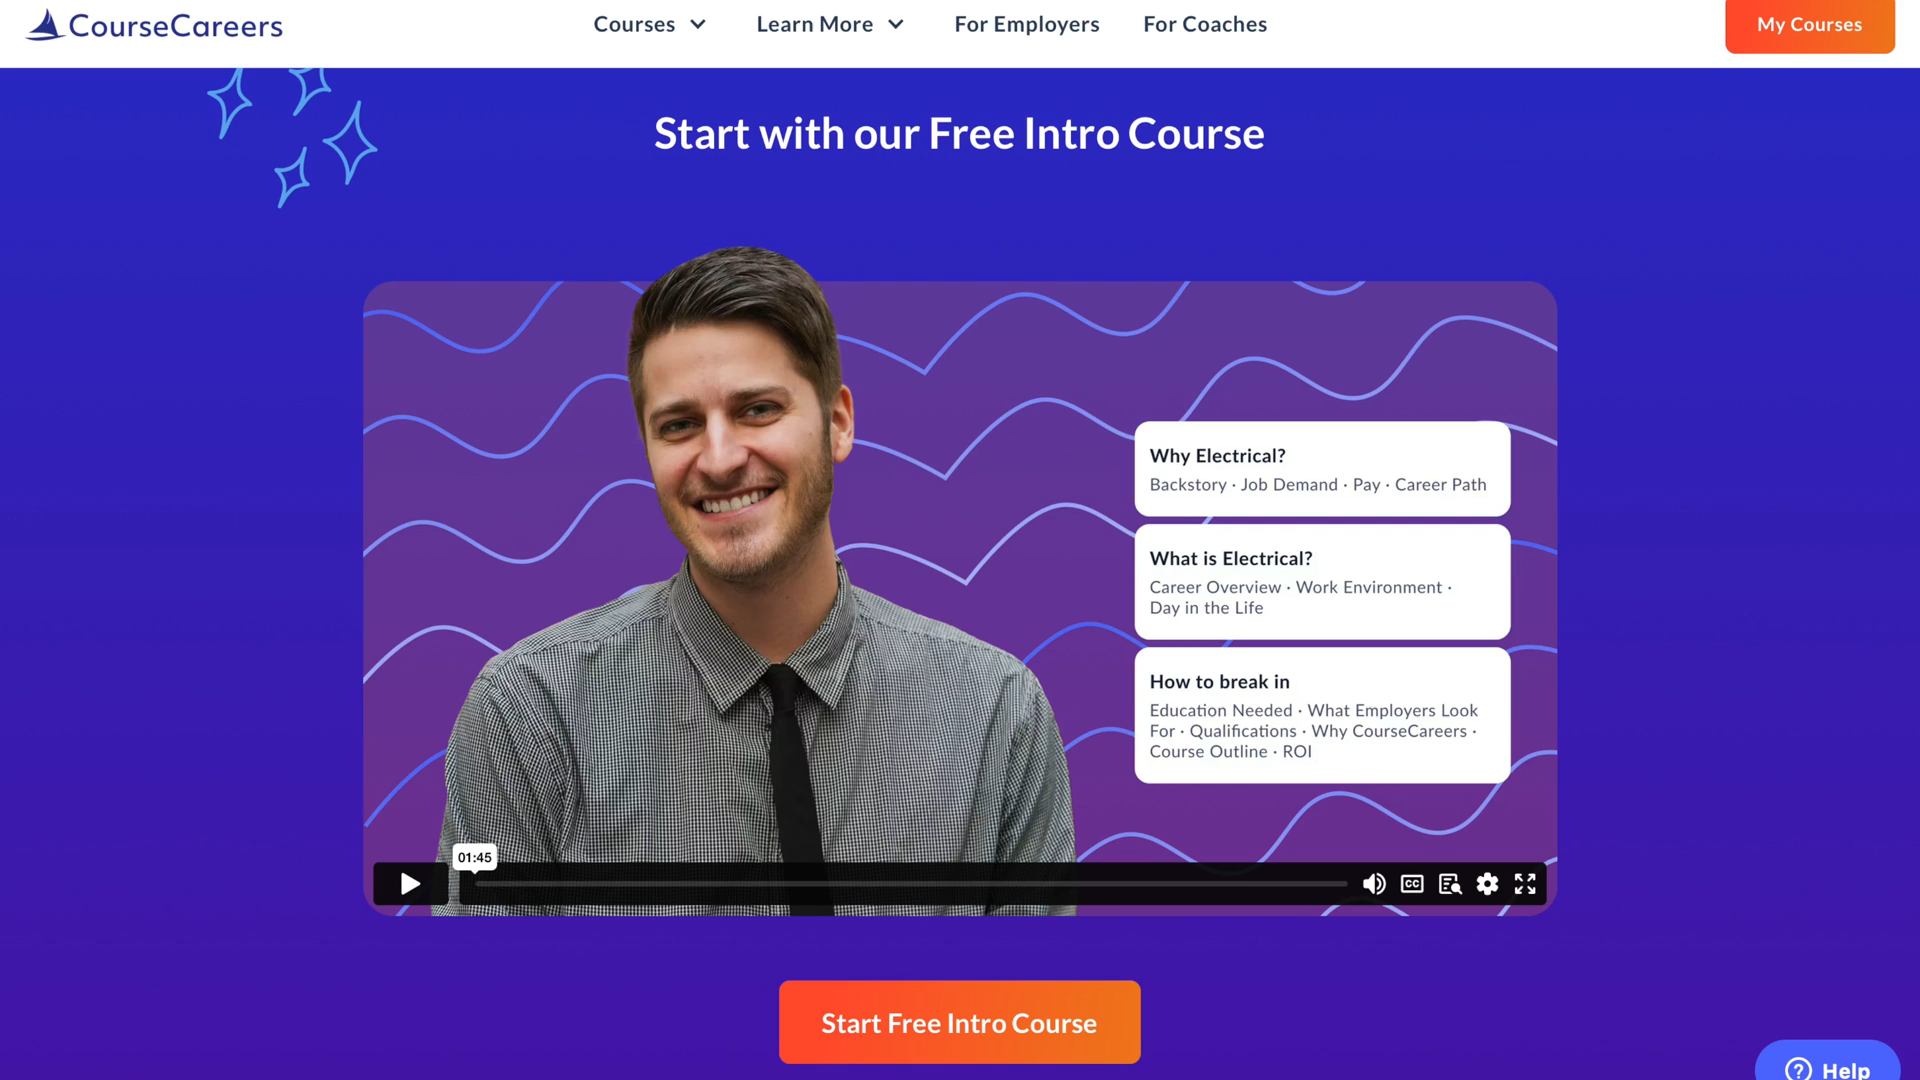 CourseCareers
Courses
Learn More
For Employers
For Coaches
My Courses
Start with our Free Intro Course
Why Electrical?
Backstory · Job Demand · Pay · Career Path
What is Electrical?
Career Overview · Work Environment ·
Day in the Life
How to break in
Education Needed · What Employers Look
For · Qualifications · Why CourseCareers ·
Course Outline · ROI
01:45
CC
Start Free Intro Course
? Help